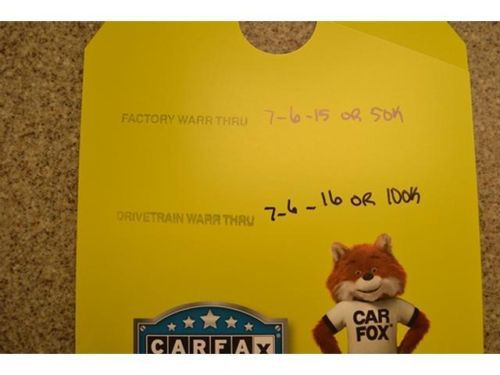 FACTORY WARR THRU 7-6-15 OR 50K
DRIVETRAIN WARR THRU 7-6-16 OR 100K
CAR
FOX
CARFAX